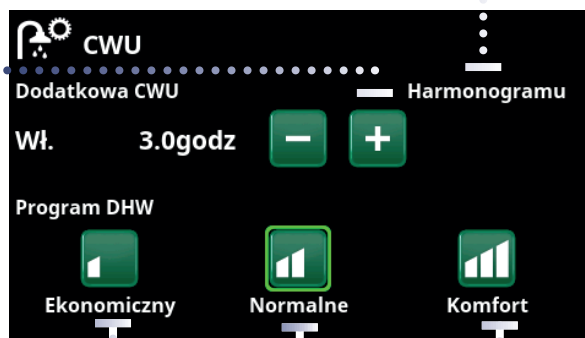 CWU
Dodatkowa CWU Harmonogramu
Wł. 3.0godz − +
Program DHW
Ekonomiczny Normalne Komfort